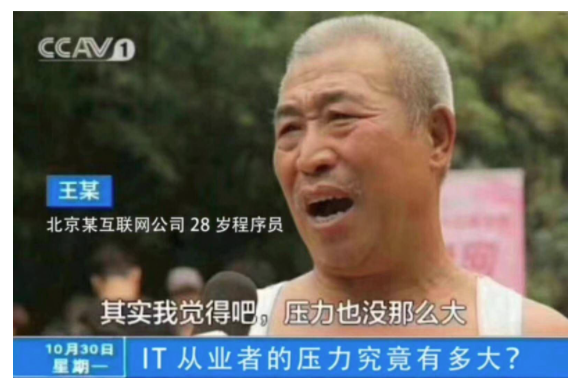 CCAV1
王某
北京某互联网公司 28 岁程序员
其实我觉得吧，压力也没那么大
10月30日
星期一
IT 从业者的压力究竟有多大？